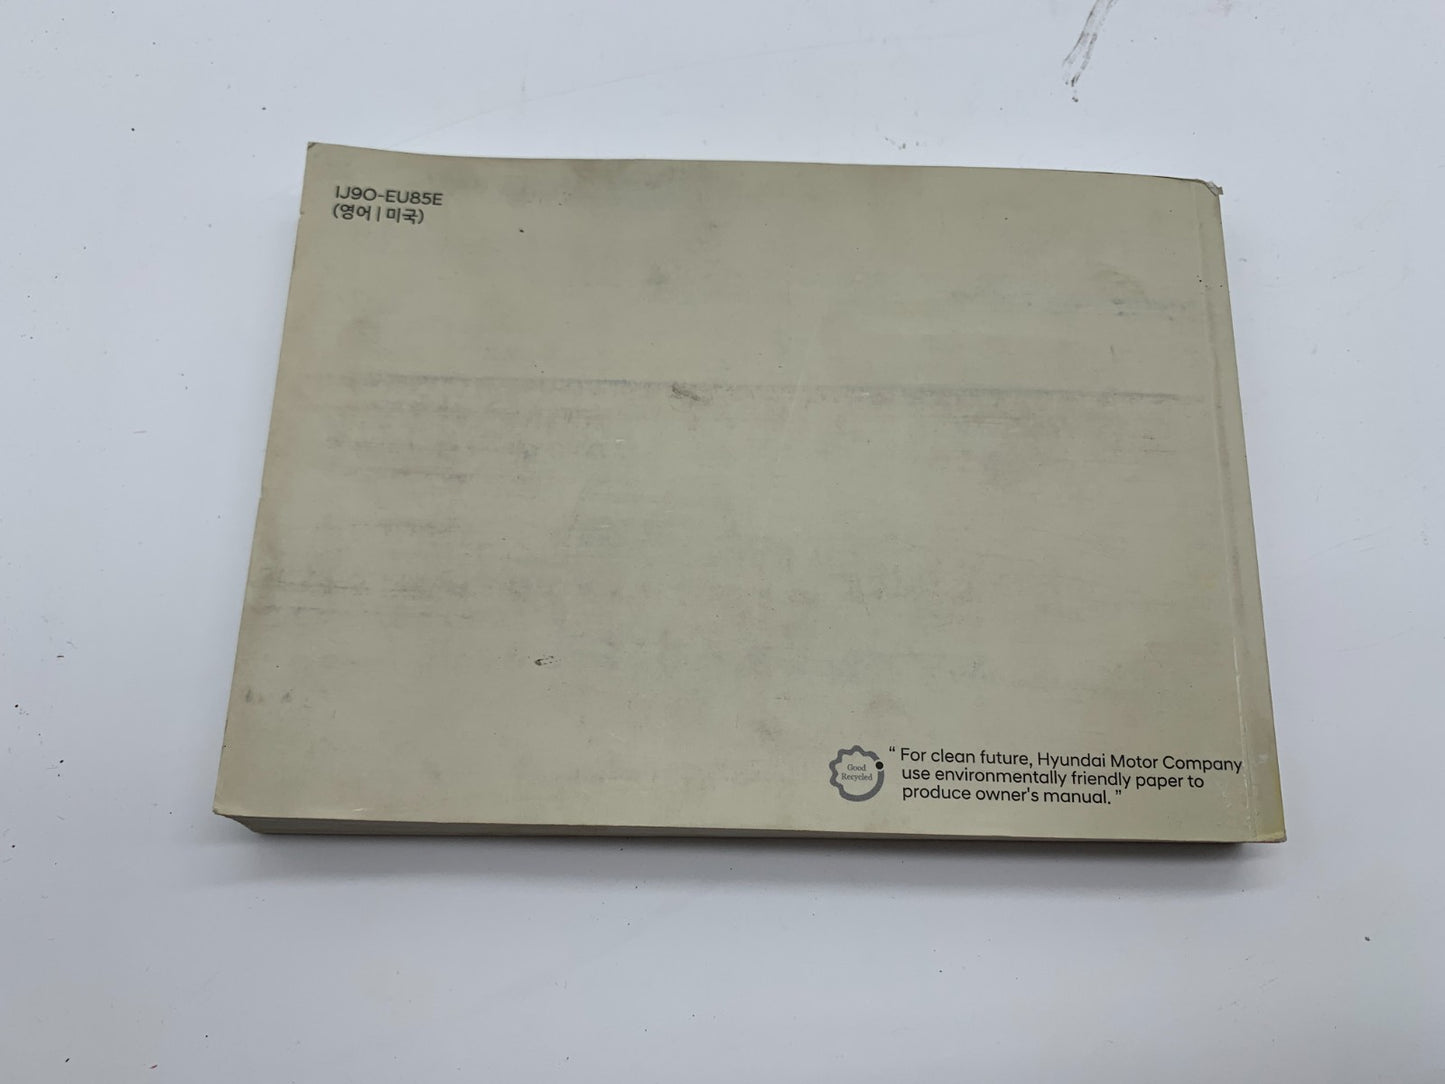 IJ9O-EU85E
(영어 | 미국)
Good
Recycled
“ For clean future, Hyundai Motor Company
use environmentally friendly paper to
produce owner's manual. ”